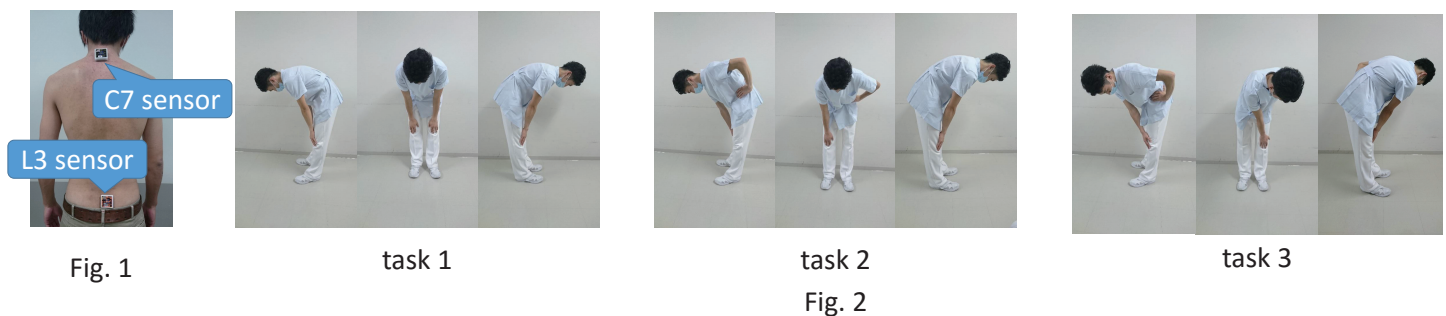 C7 sensor
L3 sensor
Fig. 1
task 1
task 2
task 3
Fig. 2